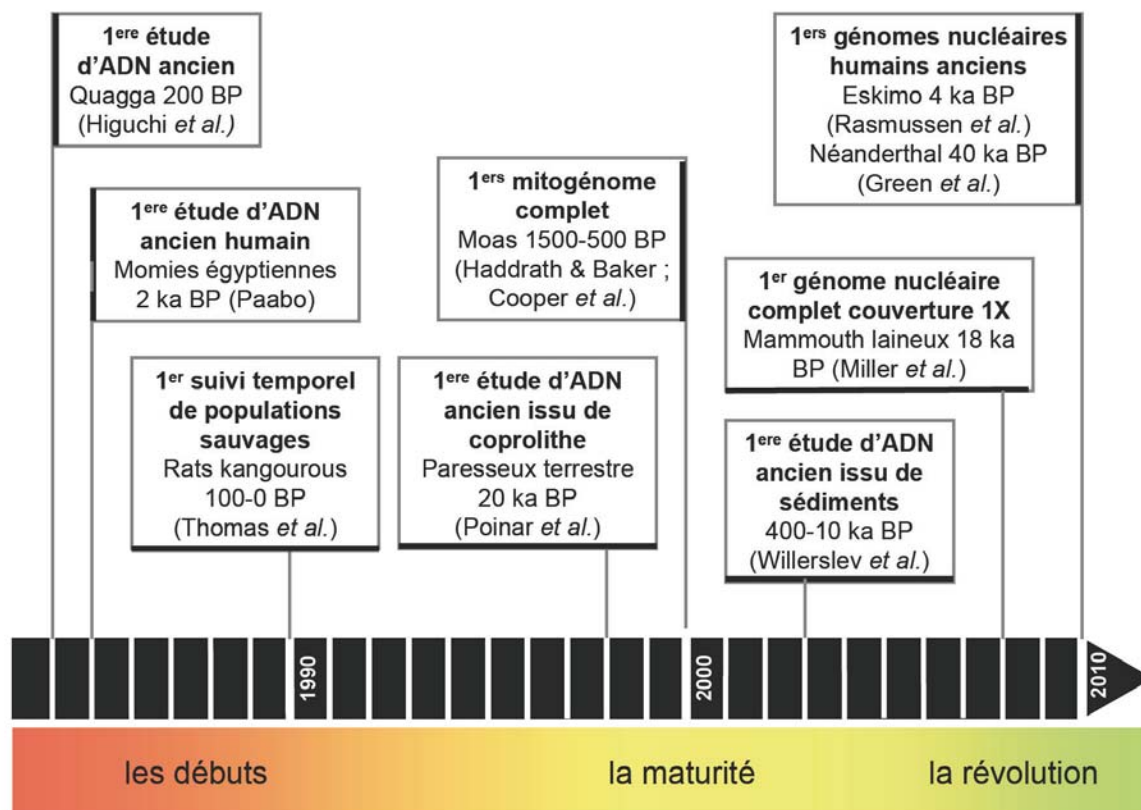 1ere étude
d'ADN ancien
Quagga 200 BP
(Higuchi et al.)
1ere étude d'ADN
ancien humain
Momies égyptiennes
2 ka BP (Paabo)
1er suivi temporel
de populations
sauvages
Rats kangourous
100-0 BP
(Thomas et al.)
1ers mitogénome
complet
Moas 1500-500 BP
(Haddrath & Baker ;
Cooper et al.)
1ere étude d'ADN
ancien issu de
coprolithe
Paresseux terrestre
20 ka BP
(Poinar et al.)
1ers génomes nucléaires
humains anciens
Eskimo 4 ka BP
(Rasmussen et al.)
Néanderthal 40 ka BP
(Green et al.)
1er génome nucléaire
complet couverture 1X
Mammouth laineux 18 ka
BP (Miller et al.)
1ere étude d'ADN
ancien issu de
sédiments
400-10 ka BP
(Willerslev et al.)
1990
2000
2010
les débuts
la maturité
la révolution